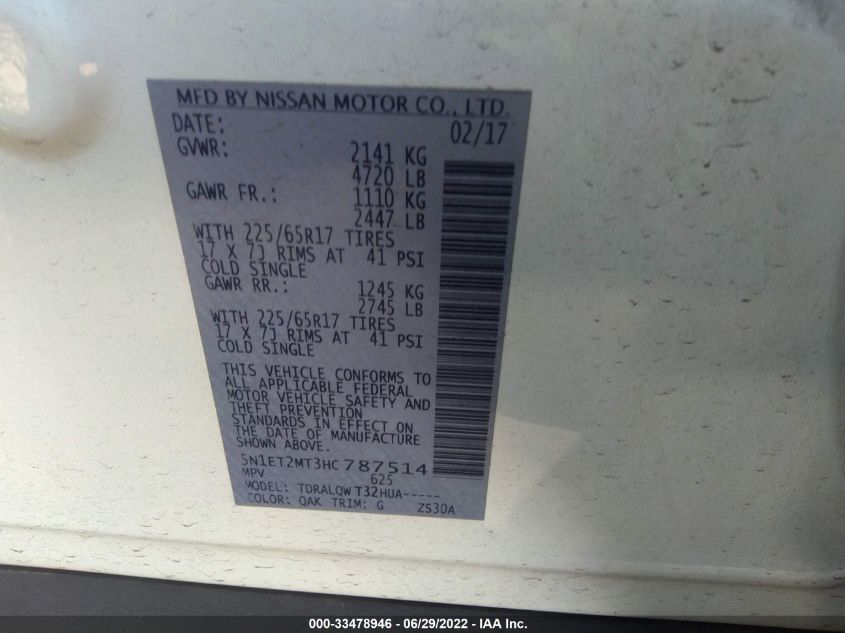 MFD BY NISSAN MOTOR CO., LTD.
DATE: 02/17
GVWR: 2141 KG
4720 LB
GAWR FR.: 1110 KG
2447 LB
WITH 225/65R17 TIRES
17 X 7J RIMS AT 41 PSI
COLD SINGLE
GAWR RR.: 1245 KG
2745 LB
WITH 225/65R17 TIRES
17 X 7J RIMS AT 41 PSI
COLD SINGLE
THIS VEHICLE CONFORMS TO
ALL APPLICABLE FEDERAL
MOTOR VEHICLE SAFETY AND
THEFT PREVENTION
STANDARDS IN EFFECT ON
THE DATE OF MANUFACTURE
SHOWN ABOVE.
5N1ET2MT3HC787514
MPV 625
MODEL: TDRALQWT32HUA-----
COLOR: QAK TRIM: G ZS30A
000-33478946 - 06/29/2022 - IAA Inc.